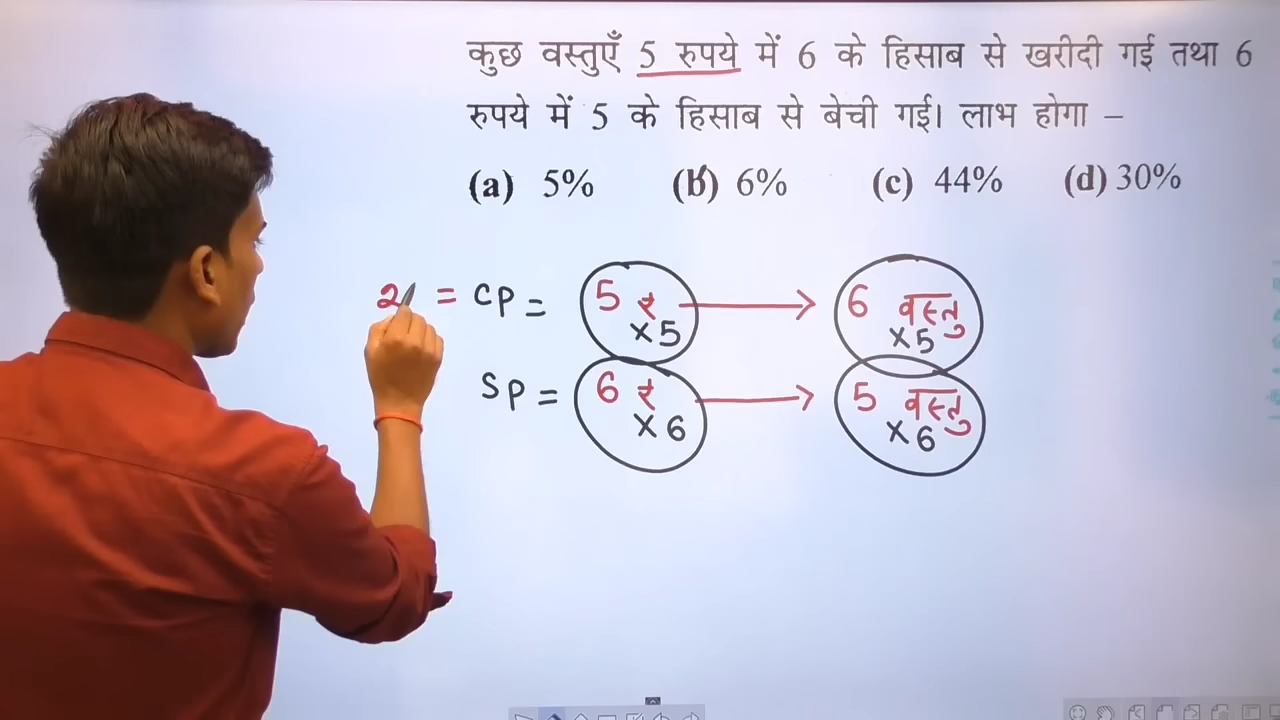 कुछ वस्तुएँ 5 रुपये में 6 के हिसाब से खरीदी गई तथा 6
रुपये में 5 के हिसाब से बेची गई। लाभ होगा –
(a) 5% (b) 6% (c) 44% (d) 30%
2 = CP = 5 ₹ 6 वस्तु
×5 ×5
SP = 6 ₹ 5 वस्तु
×6 ×6